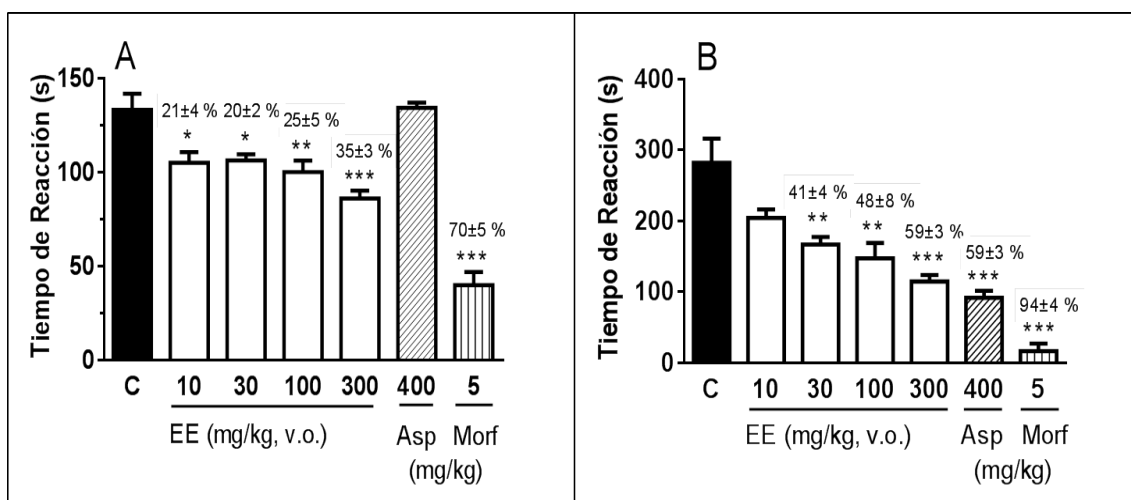 A
Tiempo de Reacción (s)
150
100
50
0
21±4 %
*
20±2 %
*
25±5 %
**
35±3 %
***
70±5 %
***
C 10 30 100 300 400 5
EE (mg/kg, v.o.) Asp Morf
(mg/kg)
B
Tiempo de Reacción (s)
400
300
200
100
0
41±4 %
**
48±8 %
**
59±3 %
***
59±3 %
***
94±4 %
***
C 10 30 100 300 400 5
EE (mg/kg, v.o.) Asp Morf
(mg/kg)